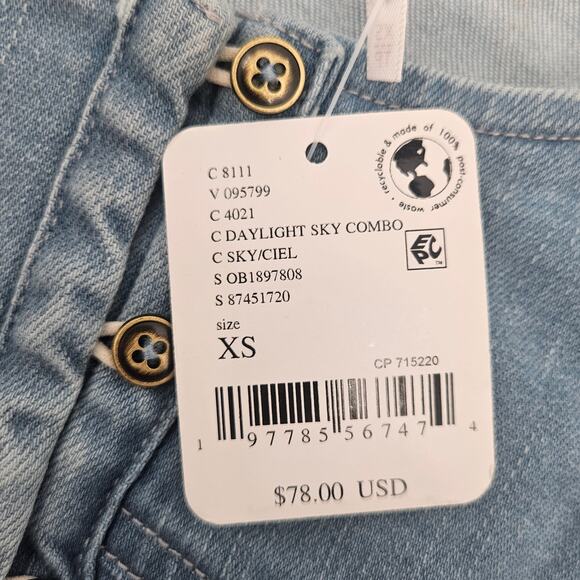 recyclable & made of 100% post-consumer waste
C 8111
V 095799
C 4021
C DAYLIGHT SKY COMBO
C SKY/CIEL
S OB1897808
S 87451720
EPC™
size
XS
CP 715220
1 97785 56747 4
$78.00 USD